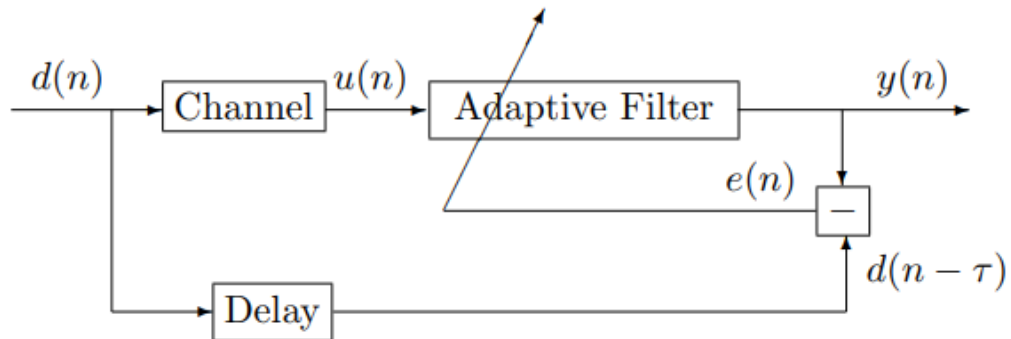 d(n) u(n) y(n)
Channel Adaptive Filter
e(n)
−
d(n − τ)
Delay